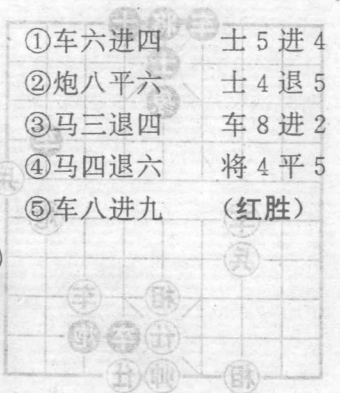 ①车六进四 士5进4
②炮八平六 士4退5
③马三退四 车8进2
④马四退六 将4平5
⑤车八进九 （红胜）